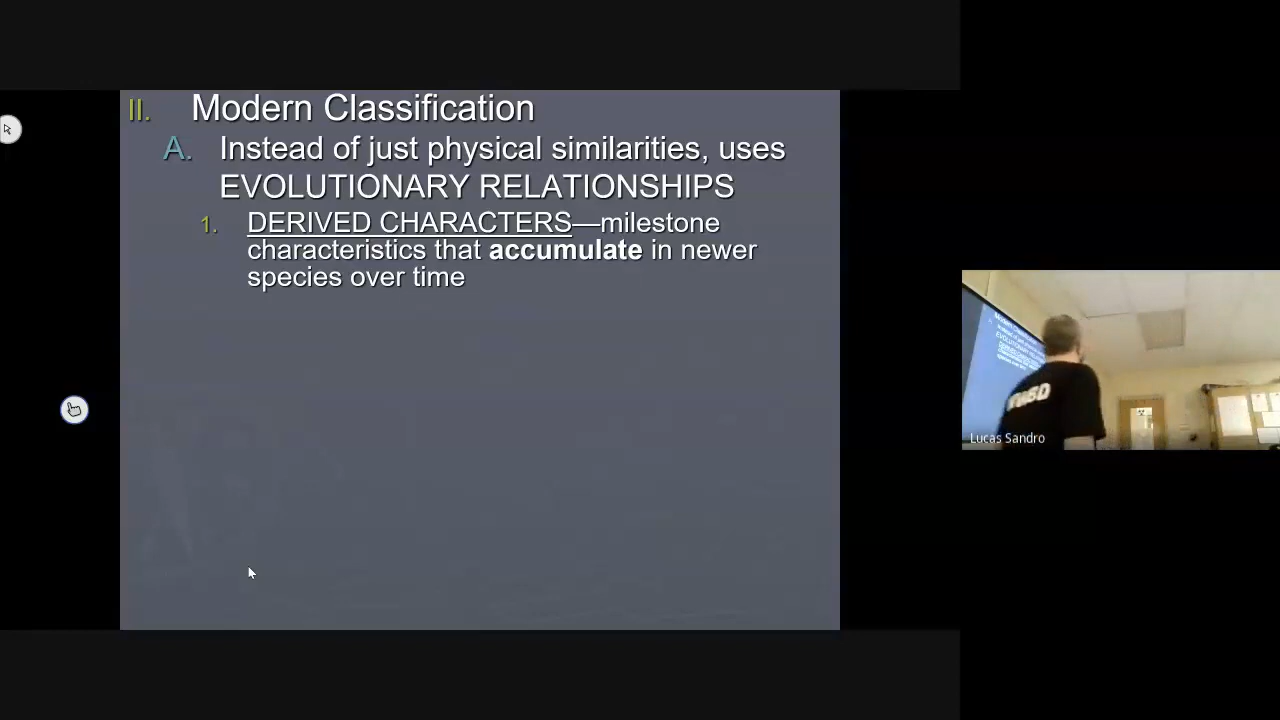 II. Modern Classification
A. Instead of just physical similarities, uses
EVOLUTIONARY RELATIONSHIPS
1. DERIVED CHARACTERS—milestone
characteristics that accumulate in newer
species over time
Lucas Sandro